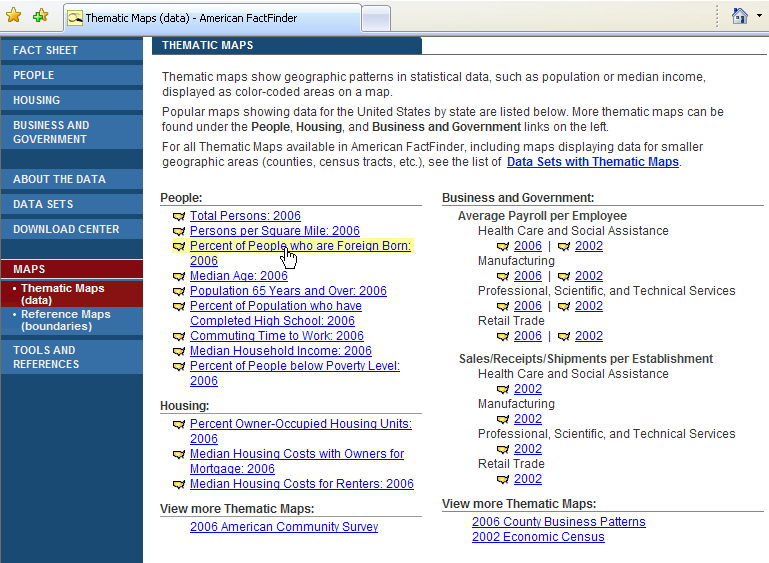 Thematic Maps (data) - American FactFinder
FACT SHEET
PEOPLE
HOUSING
BUSINESS AND
GOVERNMENT
ABOUT THE DATA
DATA SETS
DOWNLOAD CENTER
MAPS
Thematic Maps
(data)
Reference Maps
(boundaries)
TOOLS AND
REFERENCES
THEMATIC MAPS
Thematic maps show geographic patterns in statistical data, such as population or median income,
displayed as color-coded areas on a map.
Popular maps showing data for the United States by state are listed below. More thematic maps can be
found under the People, Housing, and Business and Government links on the left.
For all Thematic Maps available in American FactFinder, including maps displaying data for smaller
geographic areas (counties, census tracts, etc.), see the list of Data Sets with Thematic Maps.
People:
Total Persons: 2006
Persons per Square Mile: 2006
Percent of People who are Foreign Born:
2006
Median Age: 2006
Population 65 Years and Over: 2006
Percent of Population who have
Completed High School: 2006
Commuting Time to Work: 2006
Median Household Income: 2006
Percent of People below Poverty Level:
2006
Housing:
Percent Owner-Occupied Housing Units:
2006
Median Housing Costs with Owners for
Mortgage: 2006
Median Housing Costs for Renters: 2006
View more Thematic Maps:
2006 American Community Survey
Business and Government:
Average Payroll per Employee
Health Care and Social Assistance
2006 | 2002
Manufacturing
2006 | 2002
Professional, Scientific, and Technical Services
2006 | 2002
Retail Trade
2006 | 2002
Sales/Receipts/Shipments per Establishment
Health Care and Social Assistance
2002
Manufacturing
2002
Professional, Scientific, and Technical Services
2002
Retail Trade
2002
View more Thematic Maps:
2006 County Business Patterns
2002 Economic Census